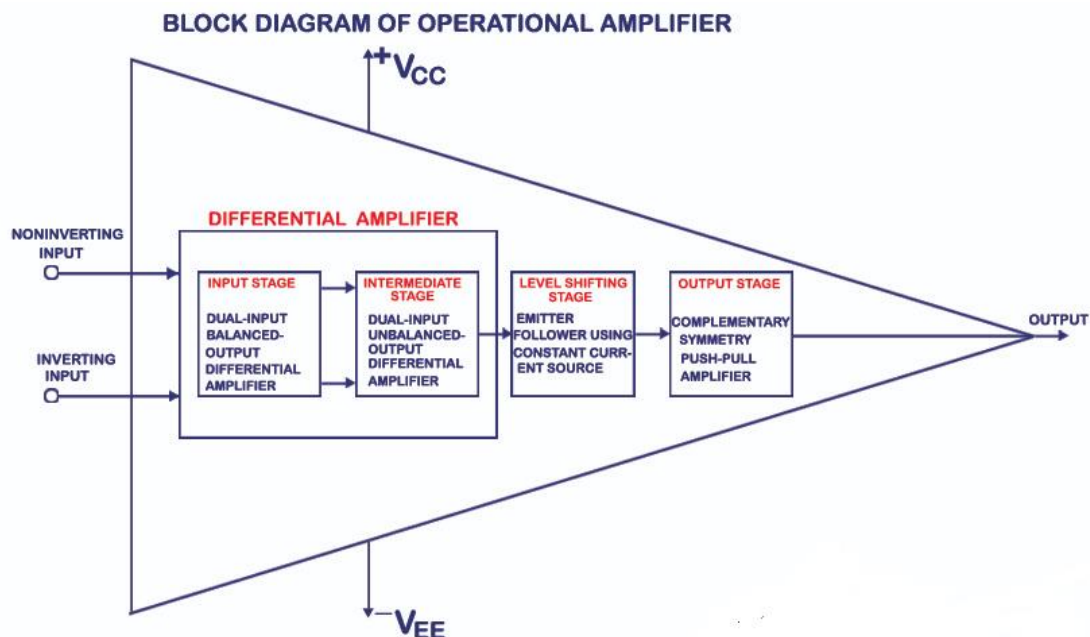 BLOCK DIAGRAM OF OPERATIONAL AMPLIFIER
+VCC
DIFFERENTIAL AMPLIFIER
NONINVERTING
INPUT
INVERTING
INPUT
INPUT STAGE
DUAL-INPUT
BALANCED-
OUTPUT
DIFFERENTIAL
AMPLIFIER
INTERMEDIATE
STAGE
DUAL-INPUT
UNBALANCED-
OUTPUT
DIFFERENTIAL
AMPLIFIER
LEVEL SHIFTING
STAGE
EMITTER
FOLLOWER USING
CONSTANT CURR-
ENT SOURCE
OUTPUT STAGE
COMPLEMENTARY
SYMMETRY
PUSH-PULL
AMPLIFIER
OUTPUT
−VEE